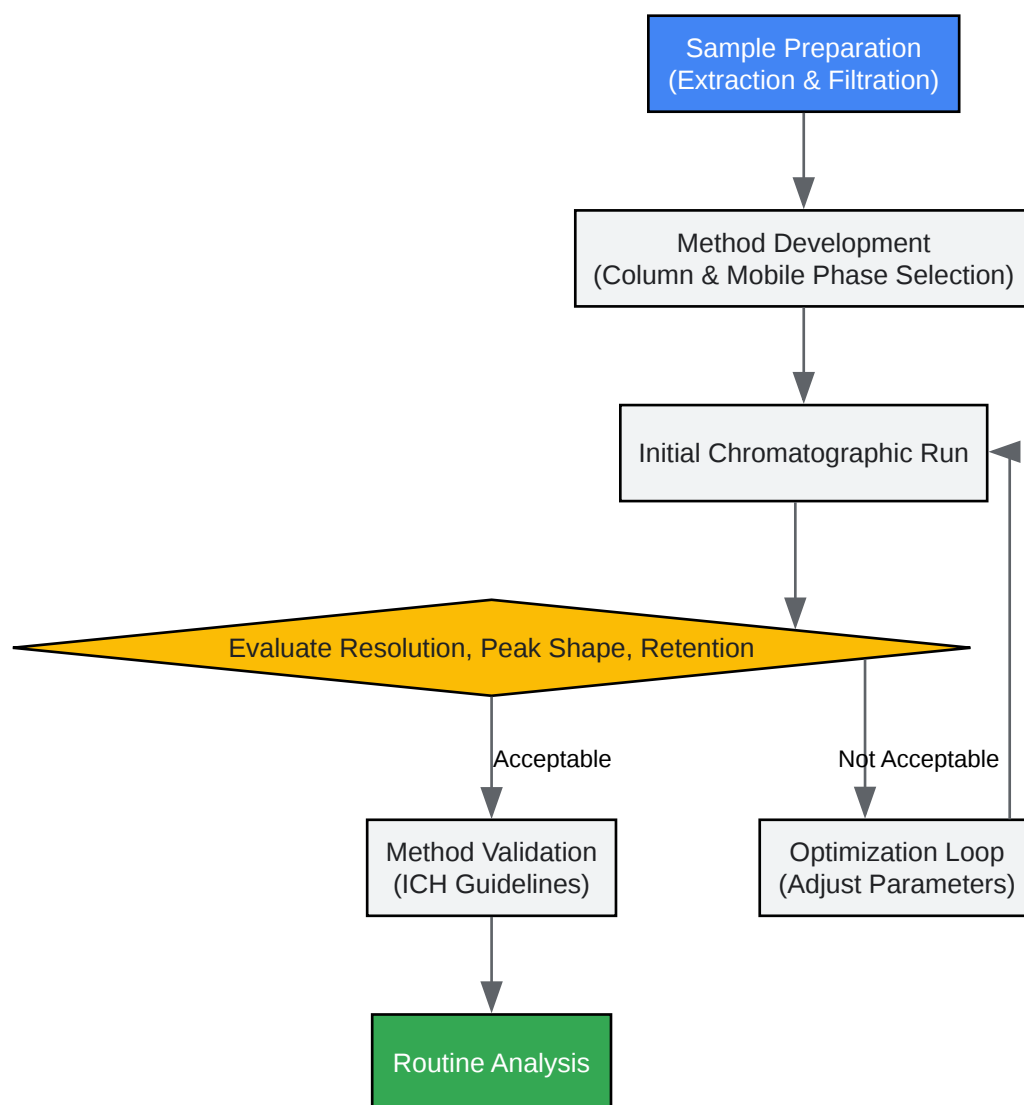 Sample Preparation
(Extraction & Filtration)
Method Development
(Column & Mobile Phase Selection)
Initial Chromatographic Run
Evaluate Resolution, Peak Shape, Retention
Acceptable
Not Acceptable
Method Validation
(ICH Guidelines)
Optimization Loop
(Adjust Parameters)
Routine Analysis